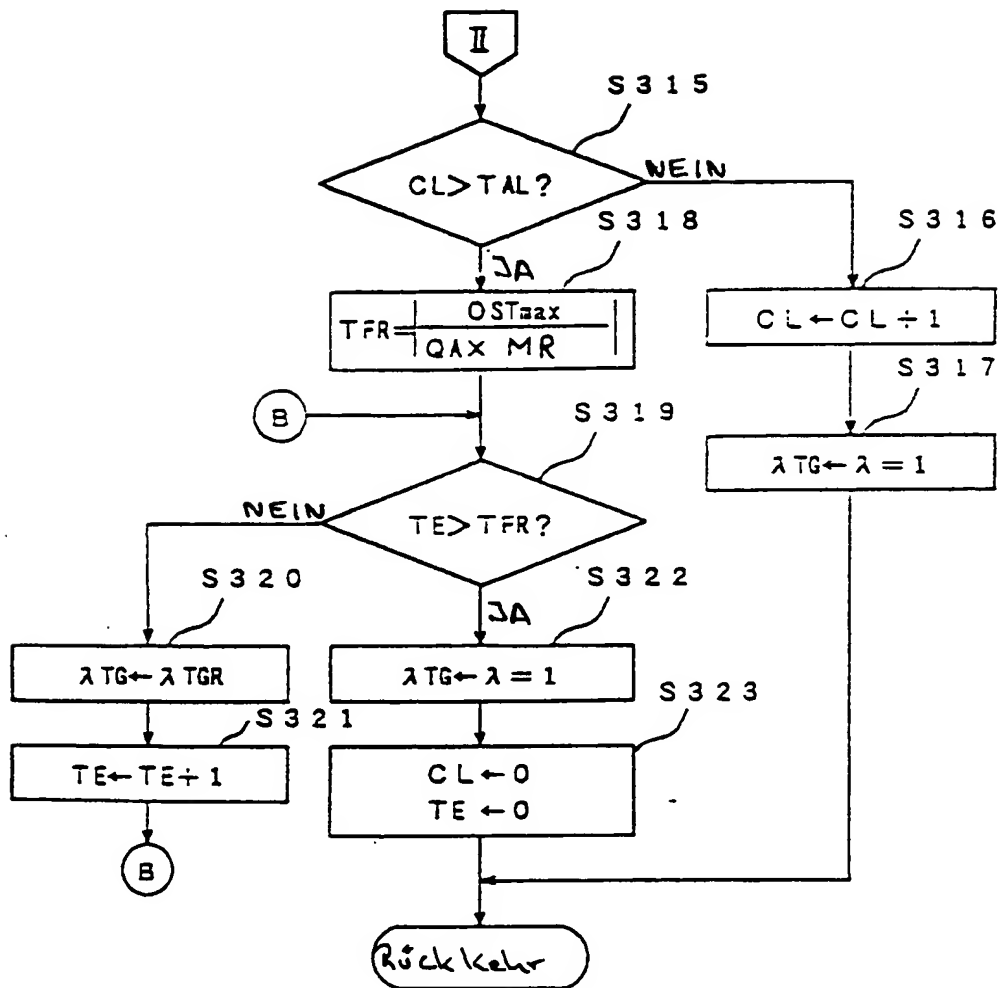 II
S315
CL>TAL?
NEIN
S318
S316
JA
TFR=|OSTmax / QA× MR|
CL←CL+1
S317
B
S319
λTG←λ=1
NEIN
TE>TFR?
S320
S322
JA
λTG←λTGR
λTG←λ=1
S321
S323
TE←TE+1
CL←0
TE←0
B
Rückkehr